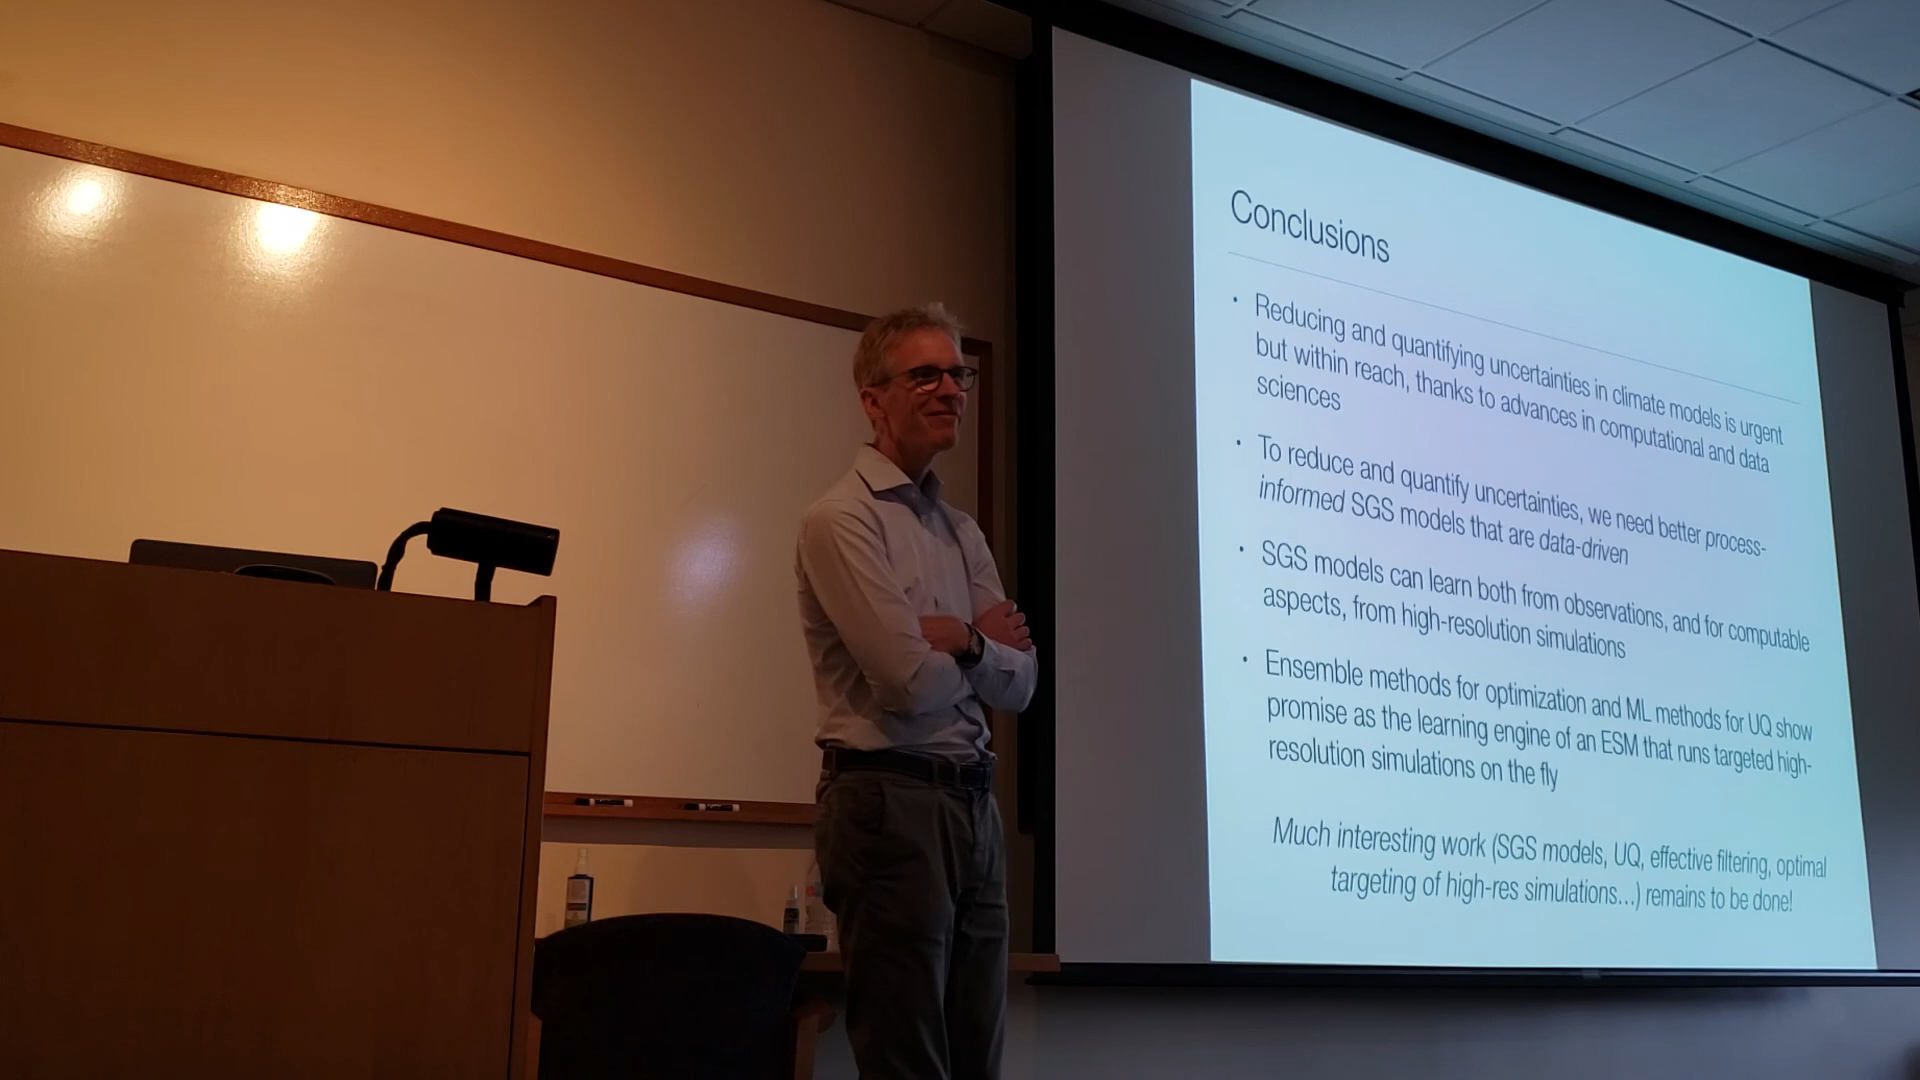 Conclusions
• Reducing and quantifying uncertainties in climate models is urgent
but within reach, thanks to advances in computational and data
sciences
• To reduce and quantify uncertainties, we need better process-
informed SGS models that are data-driven
• SGS models can learn both from observations, and for computable
aspects, from high-resolution simulations
• Ensemble methods for optimization and ML methods for UQ show
promise as the learning engine of an ESM that runs targeted high-
resolution simulations on the fly
Much interesting work (SGS models, UQ, effective filtering, optimal
targeting of high-res simulations...) remains to be done!